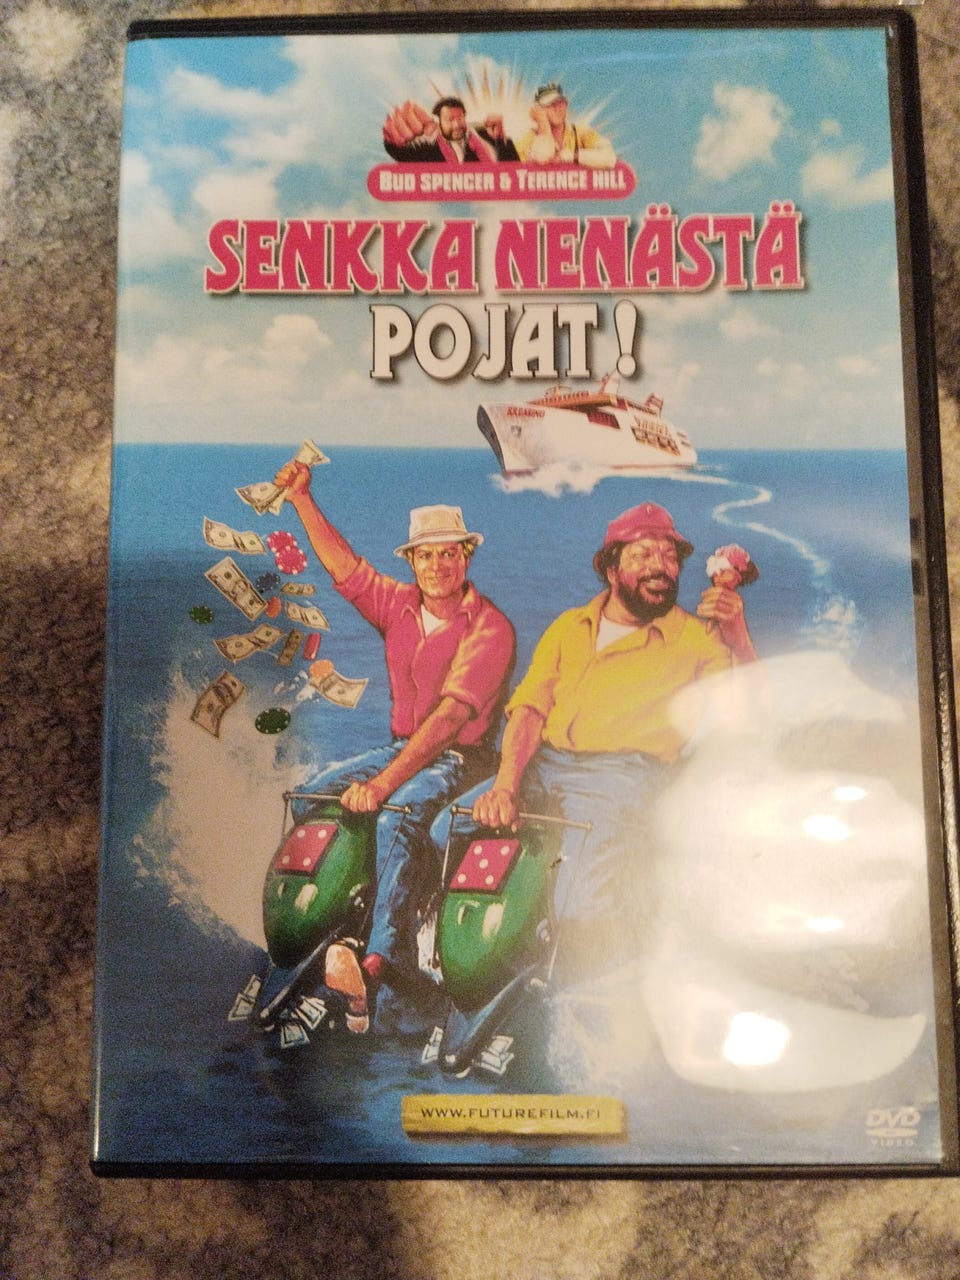 BUD SPENCER & TERENCE HILL
SENKKA NENÄSTÄ
POJAT!
WWW.FUTUREFILM.FI
DVD
VIDEO